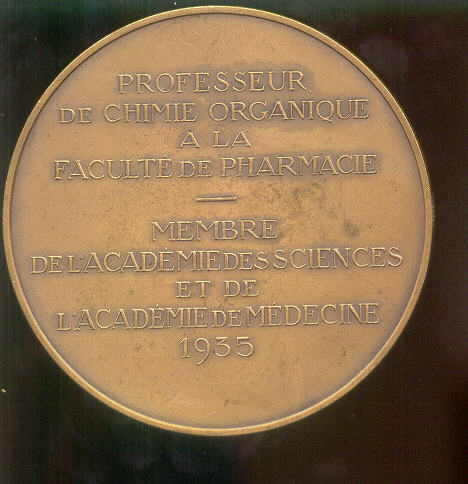 PROFESSEUR
DE CHIMIE ORGANIQUE
A LA
FACULTÉ DE PHARMACIE
MEMBRE
DE L'ACADÉMIE DES SCIENCES
ET DE
L'ACADÉMIE DE MÉDECINE
1935